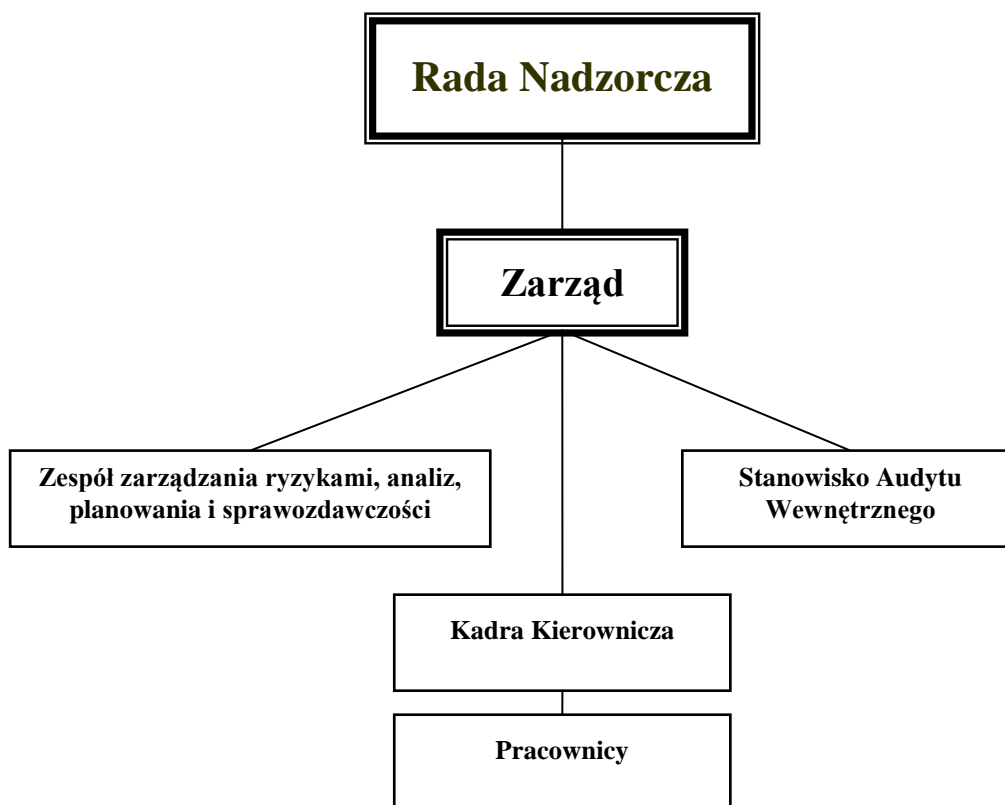 Rada Nadzorcza
Zarząd
Zespół zarządzania ryzykami, analiz,
planowania i sprawozdawczości
Stanowisko Audytu
Wewnętrznego
Kadra Kierownicza
Pracownicy